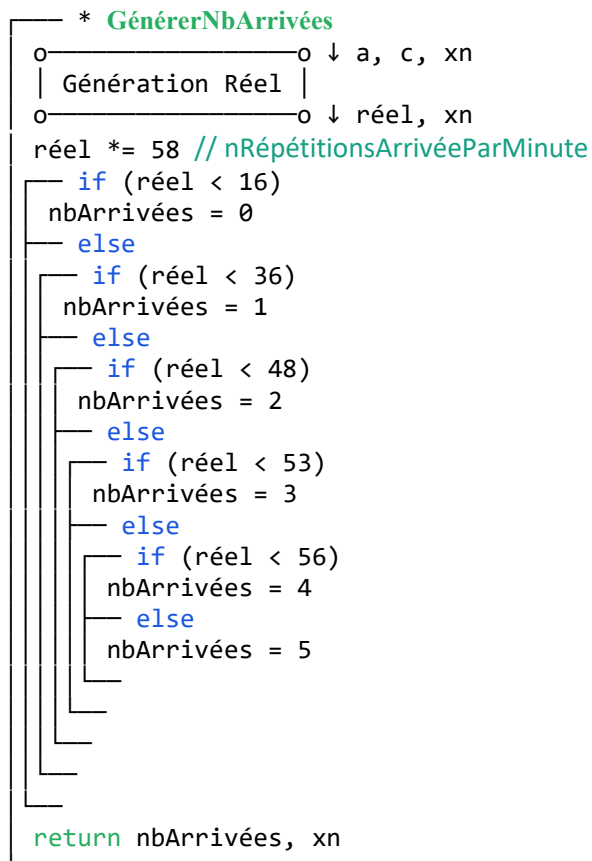 * GénérerNbArrivées
o─────────────────o ↓ a, c, xn
│ Génération Réel │
o─────────────────o ↓ réel, xn
réel *= 58 // nRépétitionsArrivéeParMinute
if (réel < 16)
nbArrivées = 0
else
if (réel < 36)
nbArrivées = 1
else
if (réel < 48)
nbArrivées = 2
else
if (réel < 53)
nbArrivées = 3
else
if (réel < 56)
nbArrivées = 4
else
nbArrivées = 5
return nbArrivées, xn